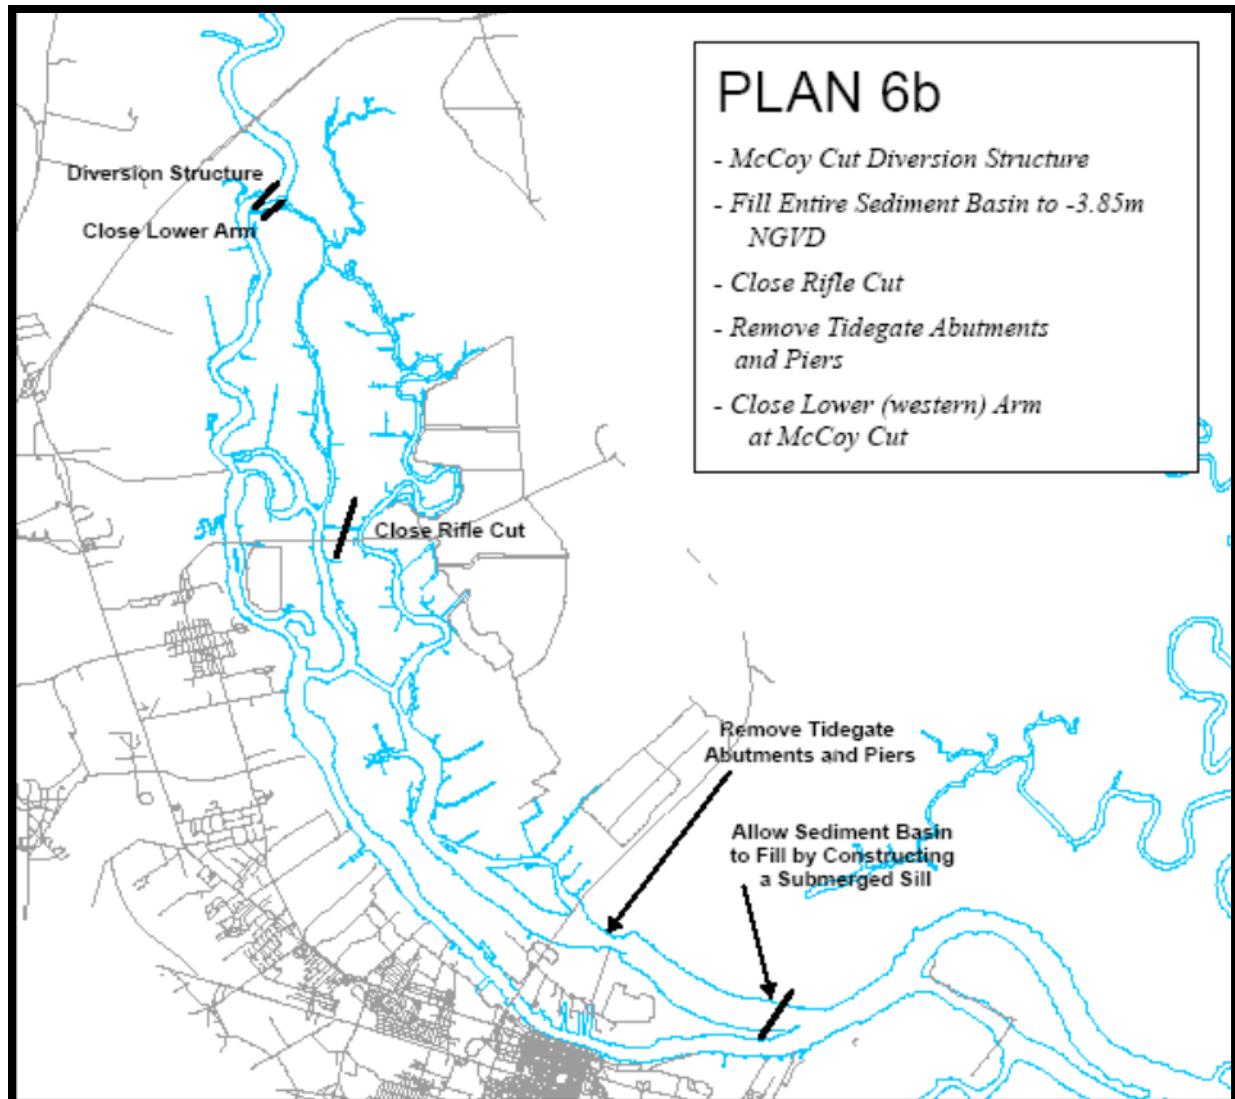 PLAN 6b
- McCoy Cut Diversion Structure
- Fill Entire Sediment Basin to -3.85m
NGVD
- Close Rifle Cut
- Remove Tidegate Abutments
and Piers
- Close Lower (western) Arm
at McCoy Cut
Diversion Structure
Close Lower Arm
Close Rifle Cut
Remove Tidegate
Abutments and Piers
Allow Sediment Basin
to Fill by Constructing
a Submerged Sill